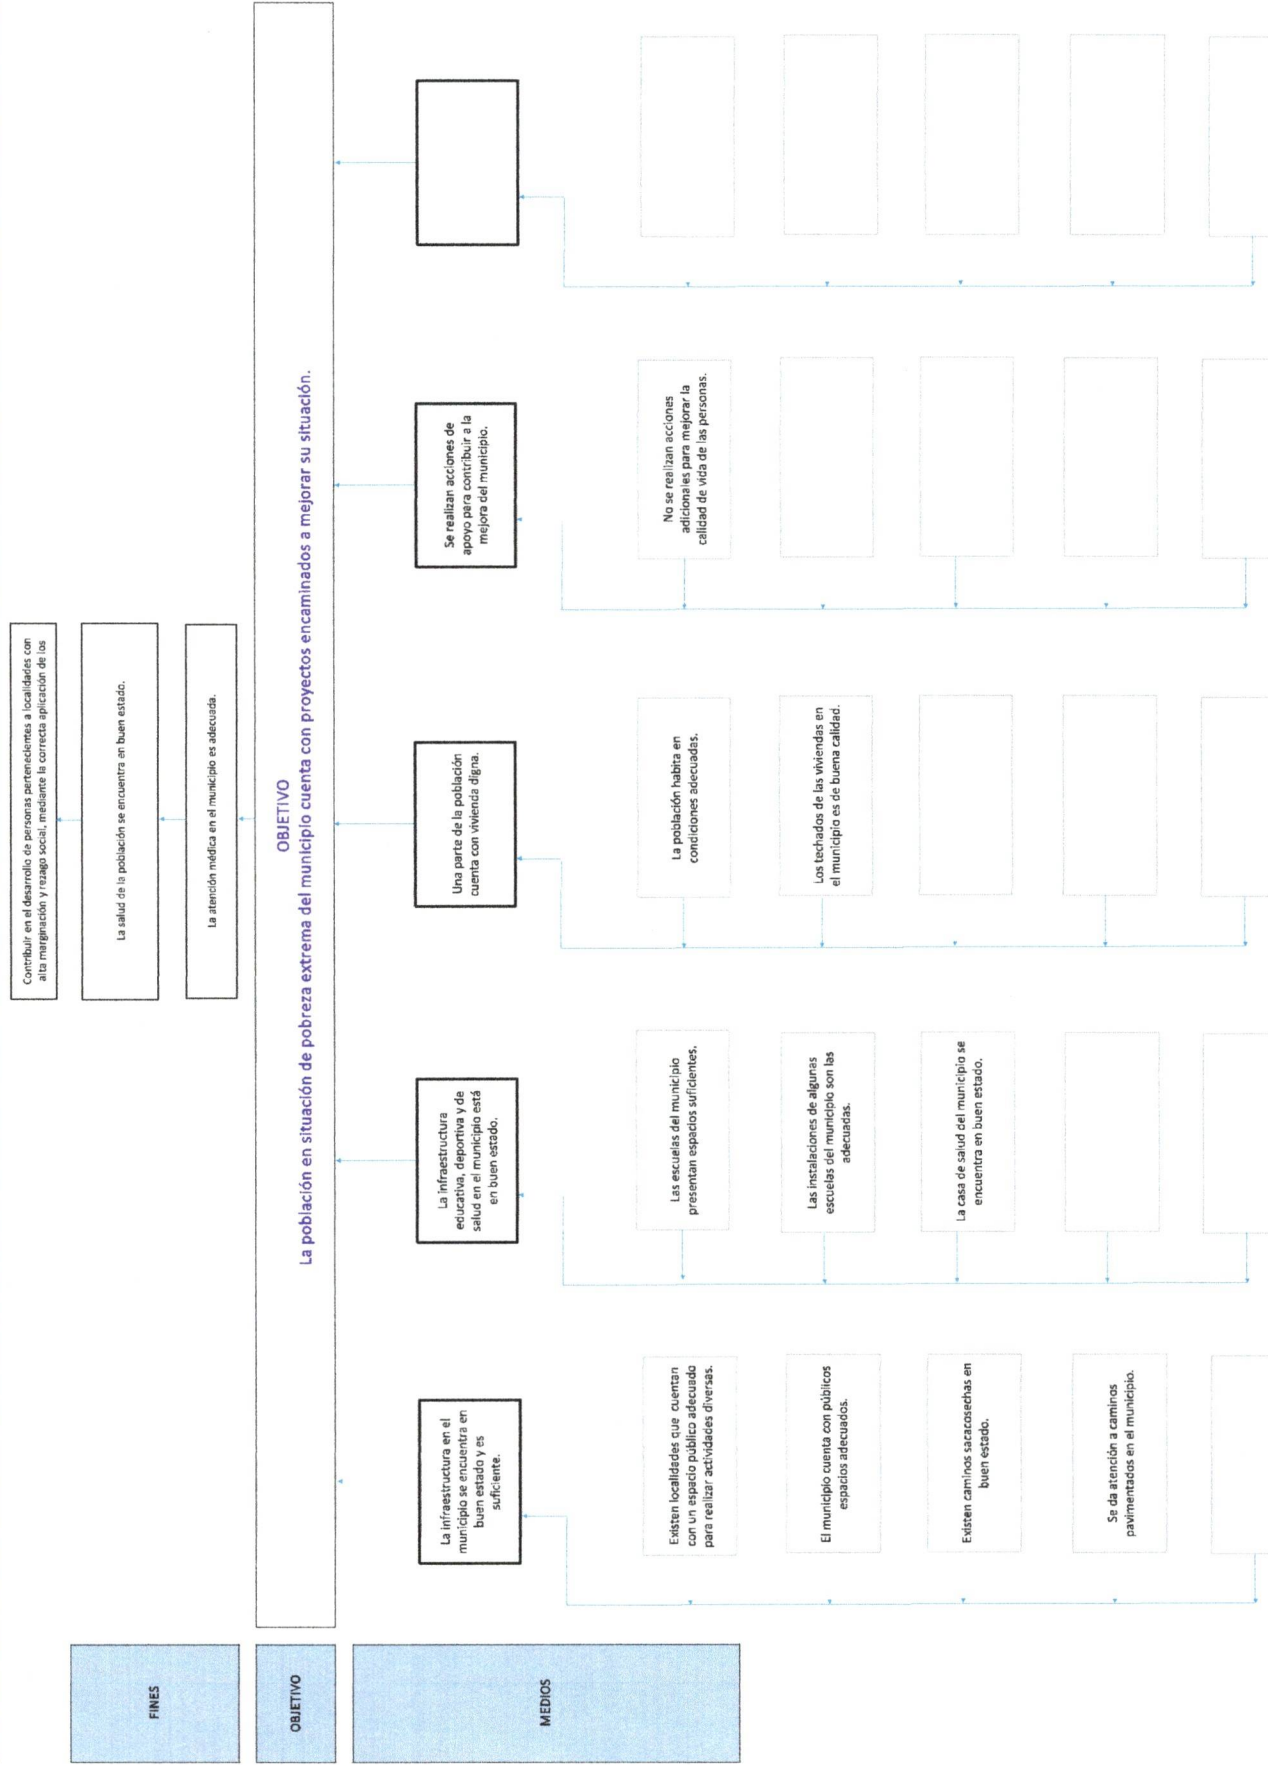 FINES
Contribuir en el desarrollo de personas pertenecientes a localidades con
alta marginación y rezago social, mediante la correcta aplicación de los
La salud de la población se encuentra en buen estado.
La atención médica en el municipio es adecuada.
OBJETIVO
OBJETIVO
La población en situación de pobreza extrema del municipio cuenta con proyectos encaminados a mejorar su situación.
MEDIOS
La infraestructura en el
municipio se encuentra en
buen estado y es
suficiente.
La infraestructura
educativa, deportiva y de
salud en el municipio está
en buen estado.
Una parte de la población
cuenta con vivienda digna.
Se realizan acciones de
apoyo para contribuir a la
mejora del municipio.
Existen localidades que cuentan
con un espacio público adecuado
para realizar actividades diversas.
Las escuelas del municipio
presentan espacios suficientes.
La población habita en
condiciones adecuadas.
No se realizan acciones
adicionales para mejorar la
calidad de vida de las personas.
El municipio cuenta con públicos
espacios adecuados.
Las instalaciones de algunas
escuelas del municipio son las
adecuadas.
Los techados de las viviendas en
el municipio es de buena calidad.
Existen caminos sacacosechas en
buen estado.
La casa de salud del municipio se
encuentra en buen estado.
Se da atención a caminos
pavimentados en el municipio.